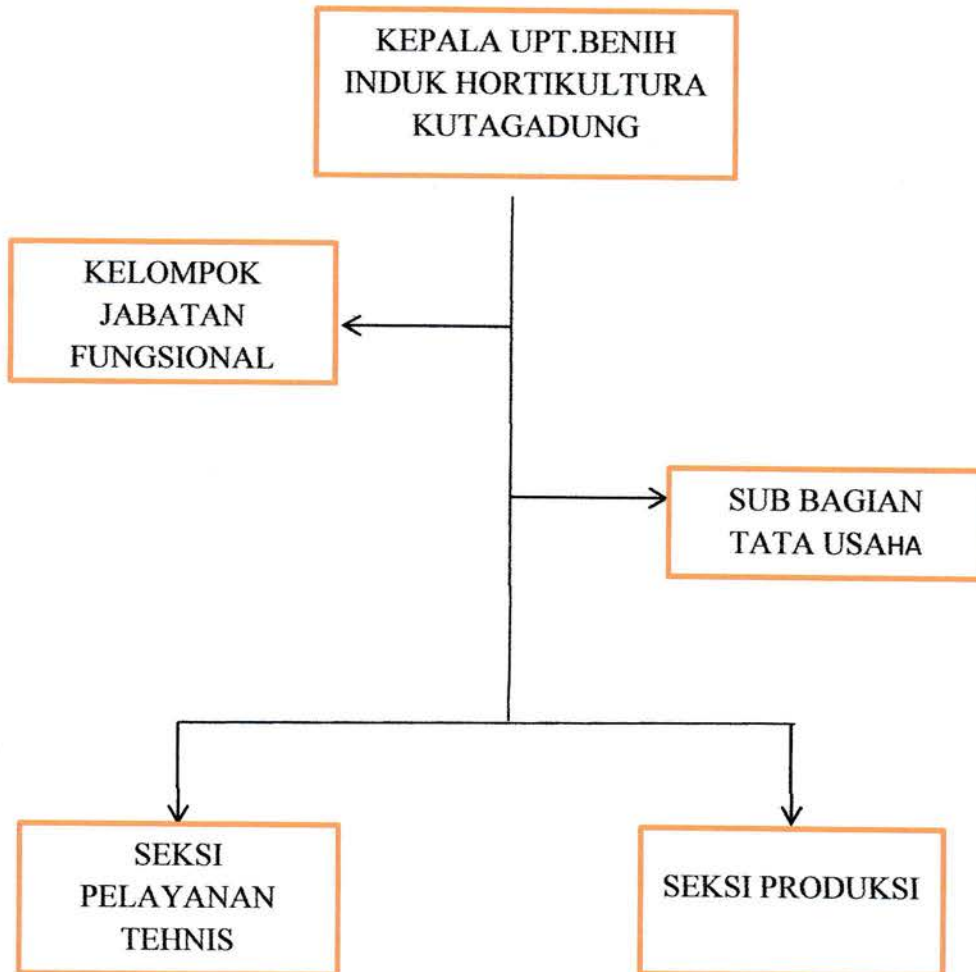 KEPALA UPT.BENIH
INDUK HORTIKULTURA
KUTAGADUNG
KELOMPOK
JABATAN
FUNGSIONAL
SUB BAGIAN
TATA USAHA
SEKSI
PELAYANAN
TEHNIS
SEKSI PRODUKSI